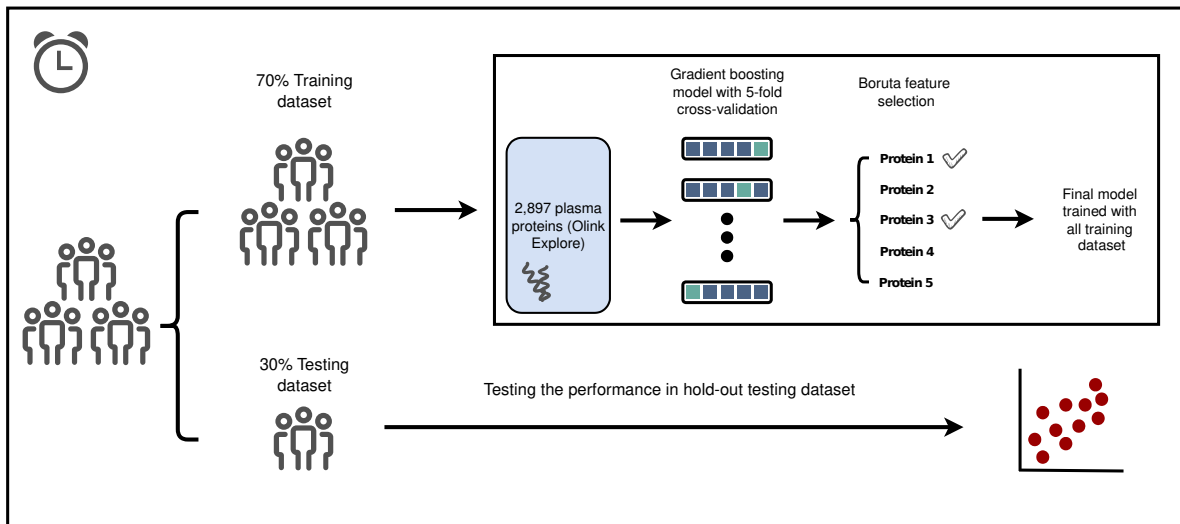 70% Training
dataset
Gradient boosting
model with 5-fold
cross-validation
Boruta feature
selection
2,897 plasma
proteins (Olink
Explore)
Protein 1
Protein 2
Protein 3
Protein 4
Protein 5
Final model
trained with
all training
dataset
30% Testing
dataset
Testing the performance in hold-out testing dataset